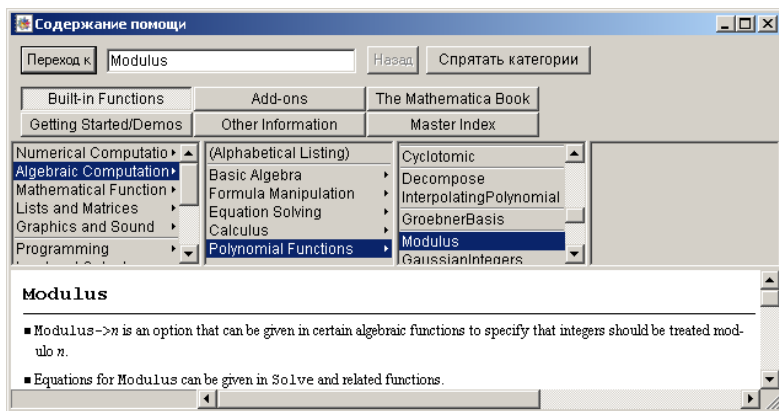 Содержание помощи
Переход к Modulus Назад Спрятать категории
Built-in Functions Add-ons The Mathematica Book
Getting Started/Demos Other Information Master Index
Numerical Computatio
Algebraic Computation
Mathematical Function
Lists and Matrices
Graphics and Sound
Programming
(Alphabetical Listing)
Basic Algebra
Formula Manipulation
Equation Solving
Calculus
Polynomial Functions
Cyclotomic
Decompose
InterpolatingPolynomial
GroebnerBasis
Modulus
GaussianIntegers
Modulus
■ Modulus->n is an option that can be given in certain algebraic functions to specify that integers should be treated mod-
ulo n.
■ Equations for Modulus can be given in Solve and related functions.